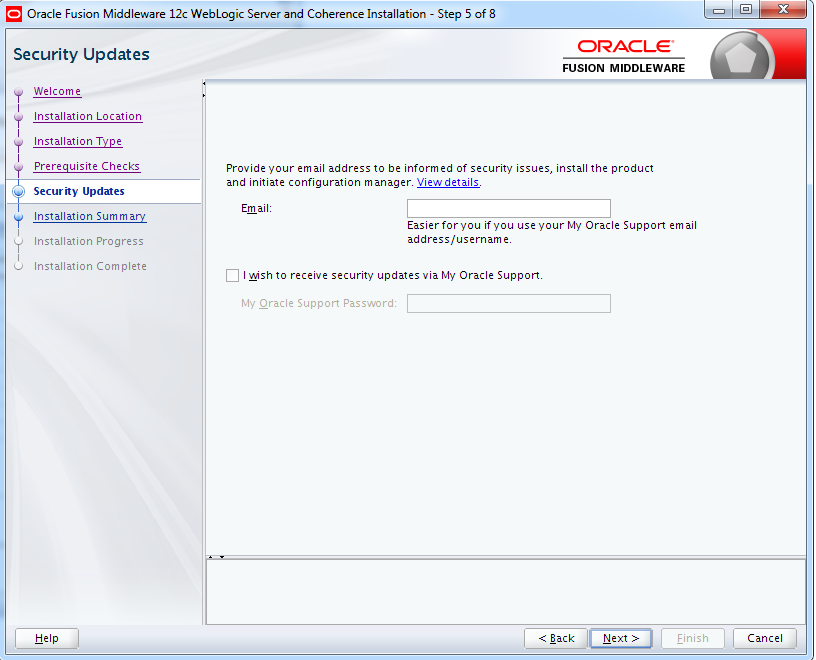 Oracle Fusion Middleware 12c WebLogic Server and Coherence Installation - Step 5 of 8
Security Updates
ORACLE
FUSION MIDDLEWARE
Welcome
Installation Location
Installation Type
Prerequisite Checks
Security Updates
Installation Summary
Installation Progress
Installation Complete
Provide your email address to be informed of security issues, install the product
and initiate configuration manager. View details.
Email:
Easier for you if you use your My Oracle Support email
address/username.
I wish to receive security updates via My Oracle Support.
My Oracle Support Password:
Help
< Back
Next >
Finish
Cancel